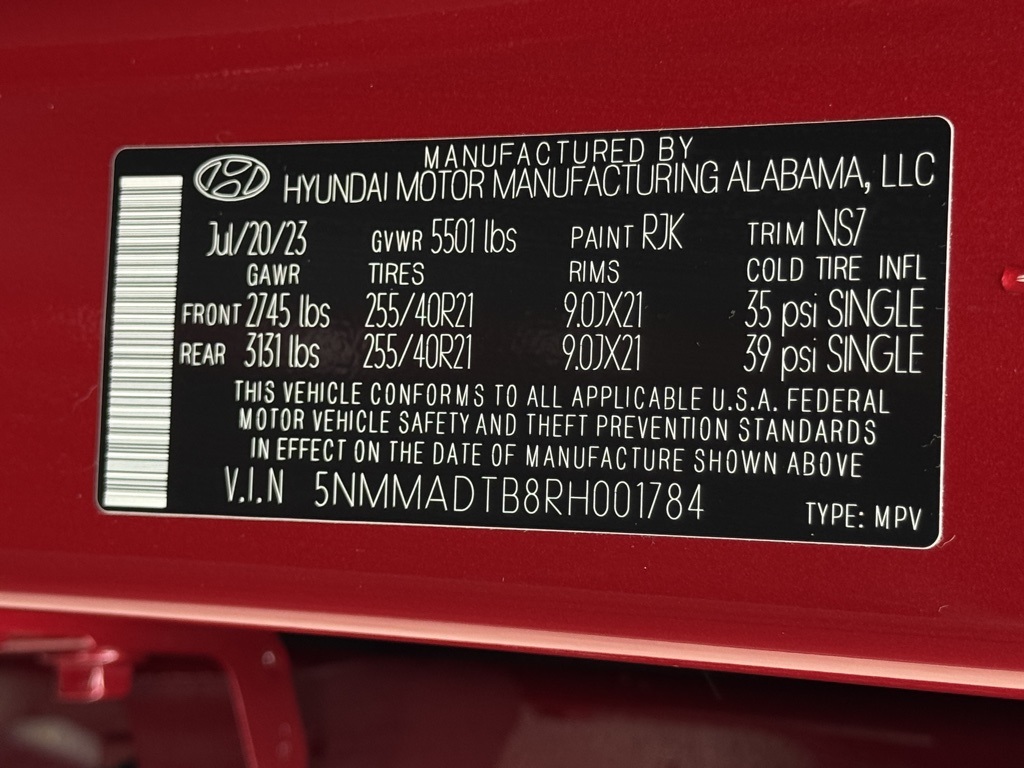 MANUFACTURED BY
HYUNDAI MOTOR MANUFACTURING ALABAMA, LLC
Jul/20/23 GVWR 5501 lbs PAINT RJK TRIM NS7
GAWR TIRES RIMS COLD TIRE INFL
FRONT 2745 lbs 255/40R21 9.0JX21 35 psi SINGLE
REAR 3131 lbs 255/40R21 9.0JX21 39 psi SINGLE
THIS VEHICLE CONFORMS TO ALL APPLICABLE U.S.A. FEDERAL
MOTOR VEHICLE SAFETY AND THEFT PREVENTION STANDARDS
IN EFFECT ON THE DATE OF MANUFACTURE SHOWN ABOVE
V.I.N 5NMMADTB8RH001784 TYPE: MPV